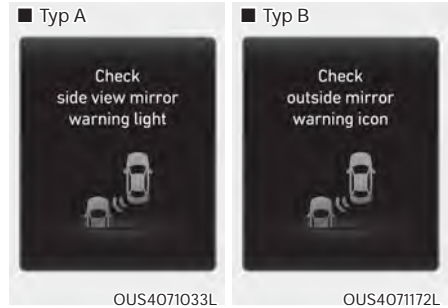 ■ Typ A
Check
side view mirror
warning light
OUS4071033L
■ Typ B
Check
outside mirror
warning icon
OUS4071172L